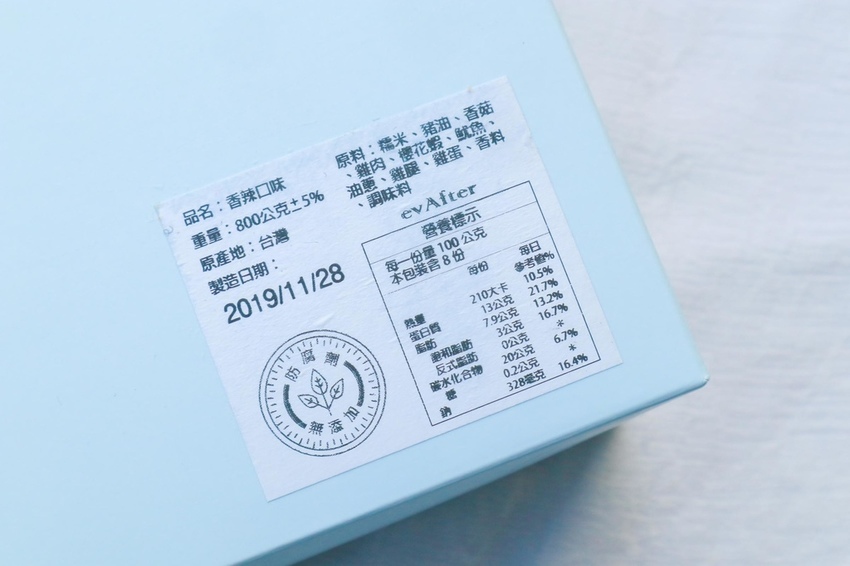 品名：香辣口味
重量：800公克±5%
原產地：台灣
製造日期：
2019/11/28
防腐劑
無添加
原料：糯米、豬油、香菇
、雞肉、櫻花蝦、魷魚、
油蔥、雞腿、雞蛋、香料
、調味料
evAfter
營養標示
每一份量 100 公克
本包裝含 8 份
每份 每日參考值%
熱量 210大卡 10.5%
蛋白質 13公克 21.7%
脂肪 7.9公克 13.2%
飽和脂肪 3公克 16.7%
反式脂肪 0公克 *
碳水化合物 20公克 6.7%
糖 0.2公克 *
鈉 328毫克 16.4%